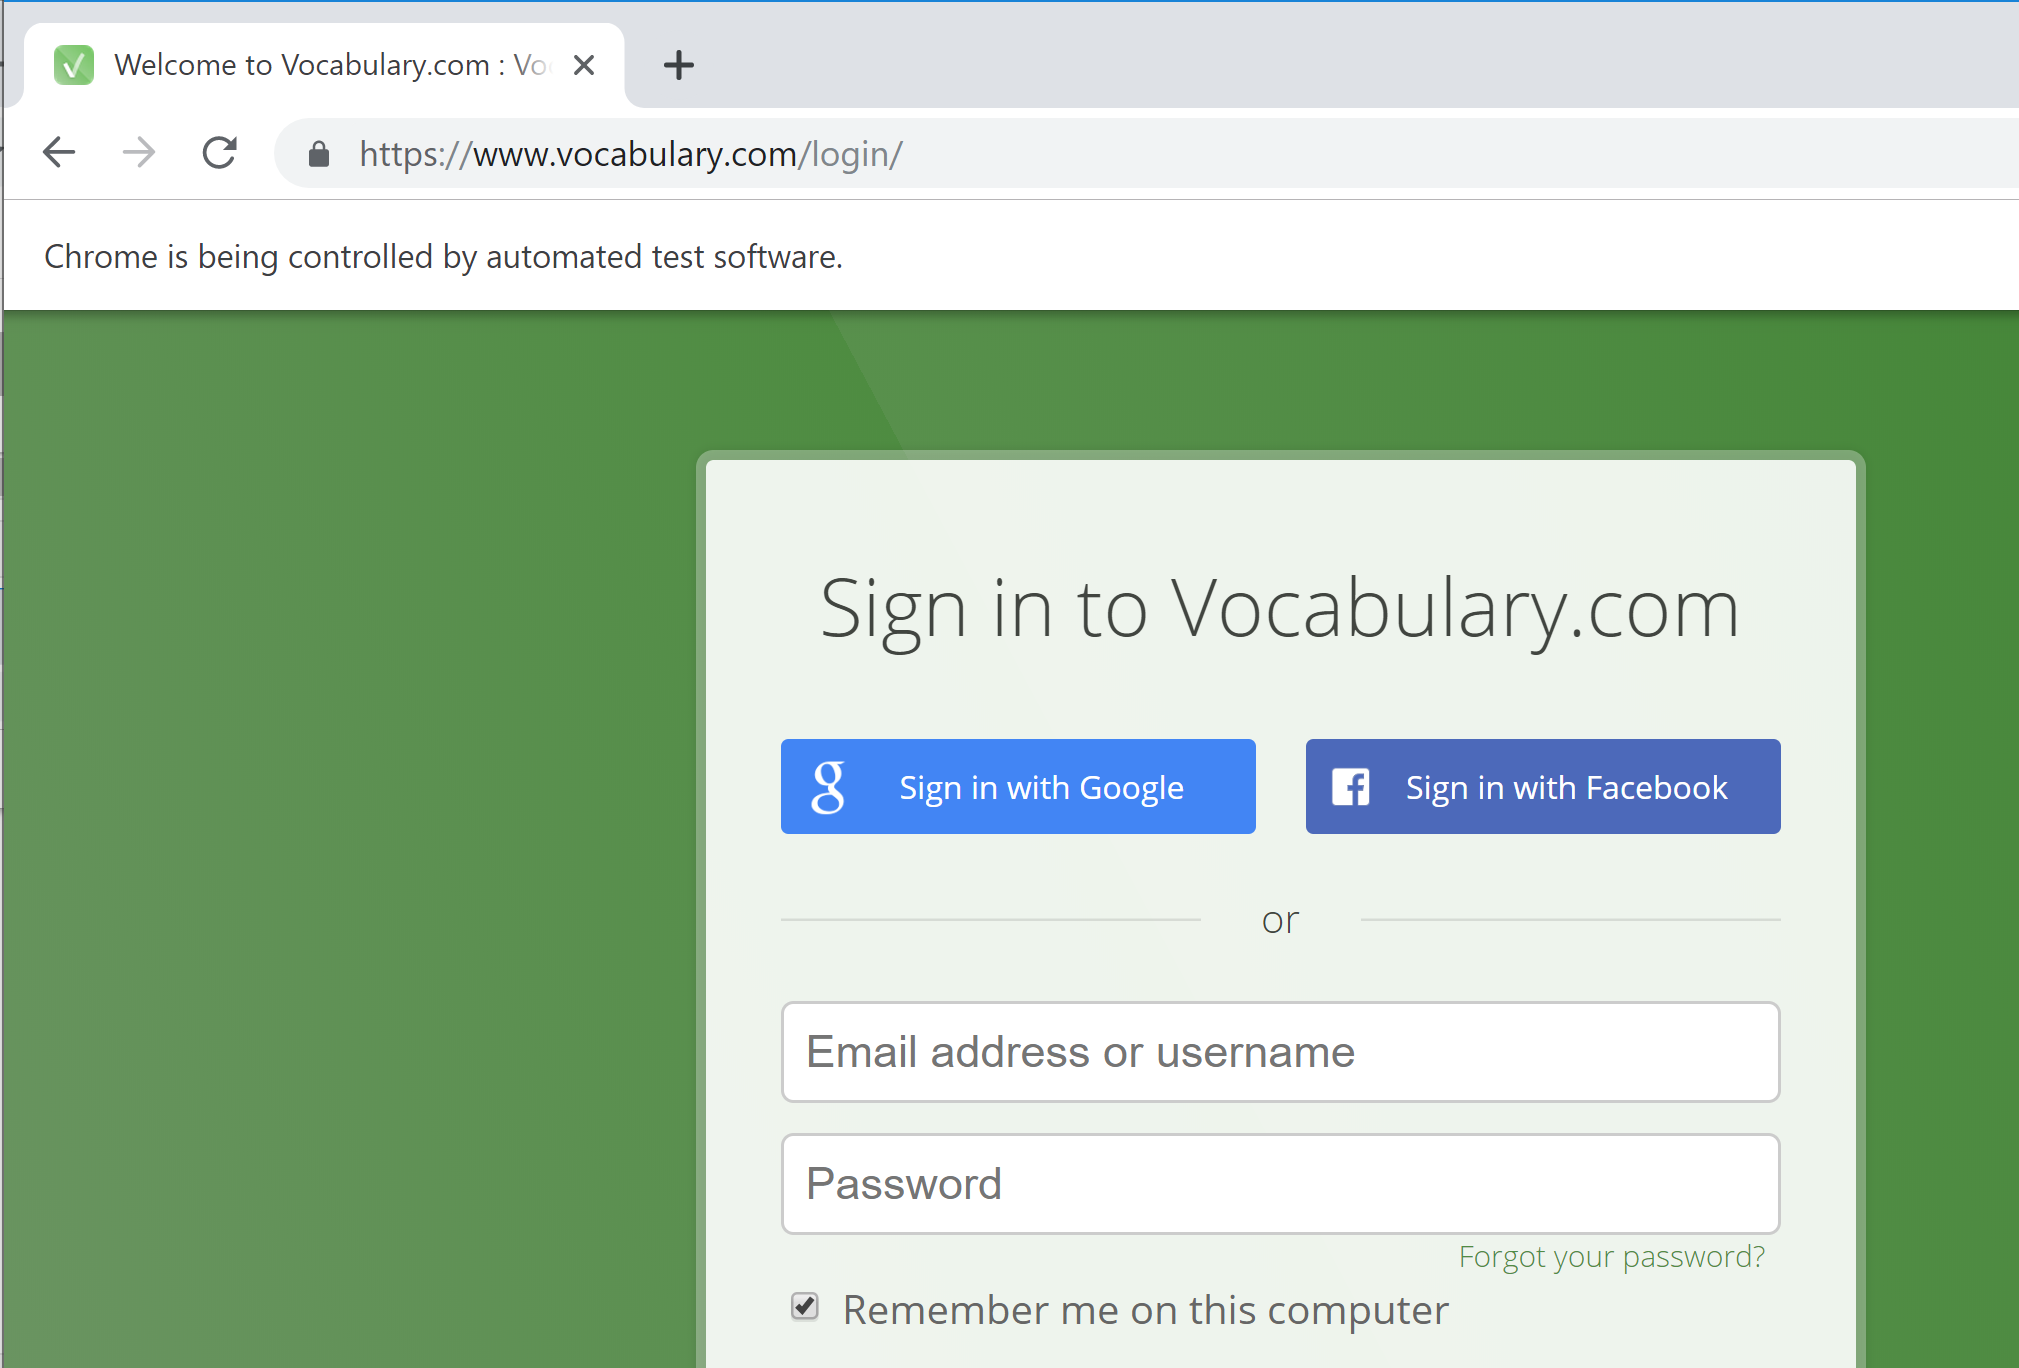 Welcome to Vocabulary.com : Vo
https://www.vocabulary.com/login/
Chrome is being controlled by automated test software.
Sign in to Vocabulary.com
Sign in with Google
Sign in with Facebook
or
Email address or username
Password
Forgot your password?
Remember me on this computer